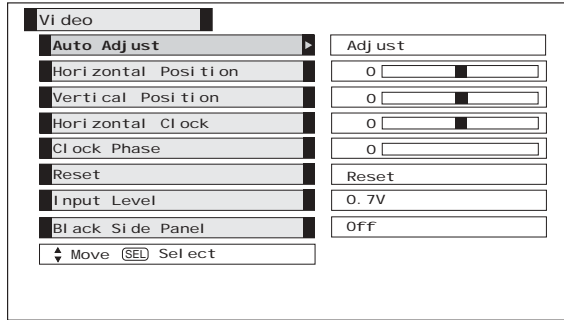 Video
Auto Adjust Adjust
Horizontal Position 0
Vertical Position 0
Horizontal Clock 0
Clock Phase 0
Reset Reset
Input Level 0.7V
Black Side Panel Off
Move SEL Select